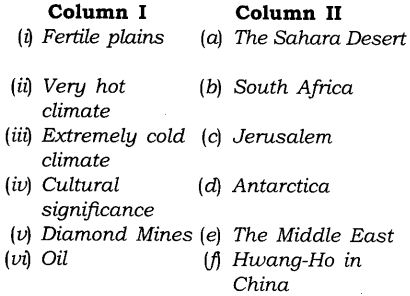 Column I Column II
(i) Fertile plains (a) The Sahara Desert
(ii) Very hot (b) South Africa
climate
(iii) Extremely cold (c) Jerusalem
climate
(iv) Cultural (d) Antarctica
significance
(v) Diamond Mines (e) The Middle East
(vi) Oil (f) Hwang-Ho in
China